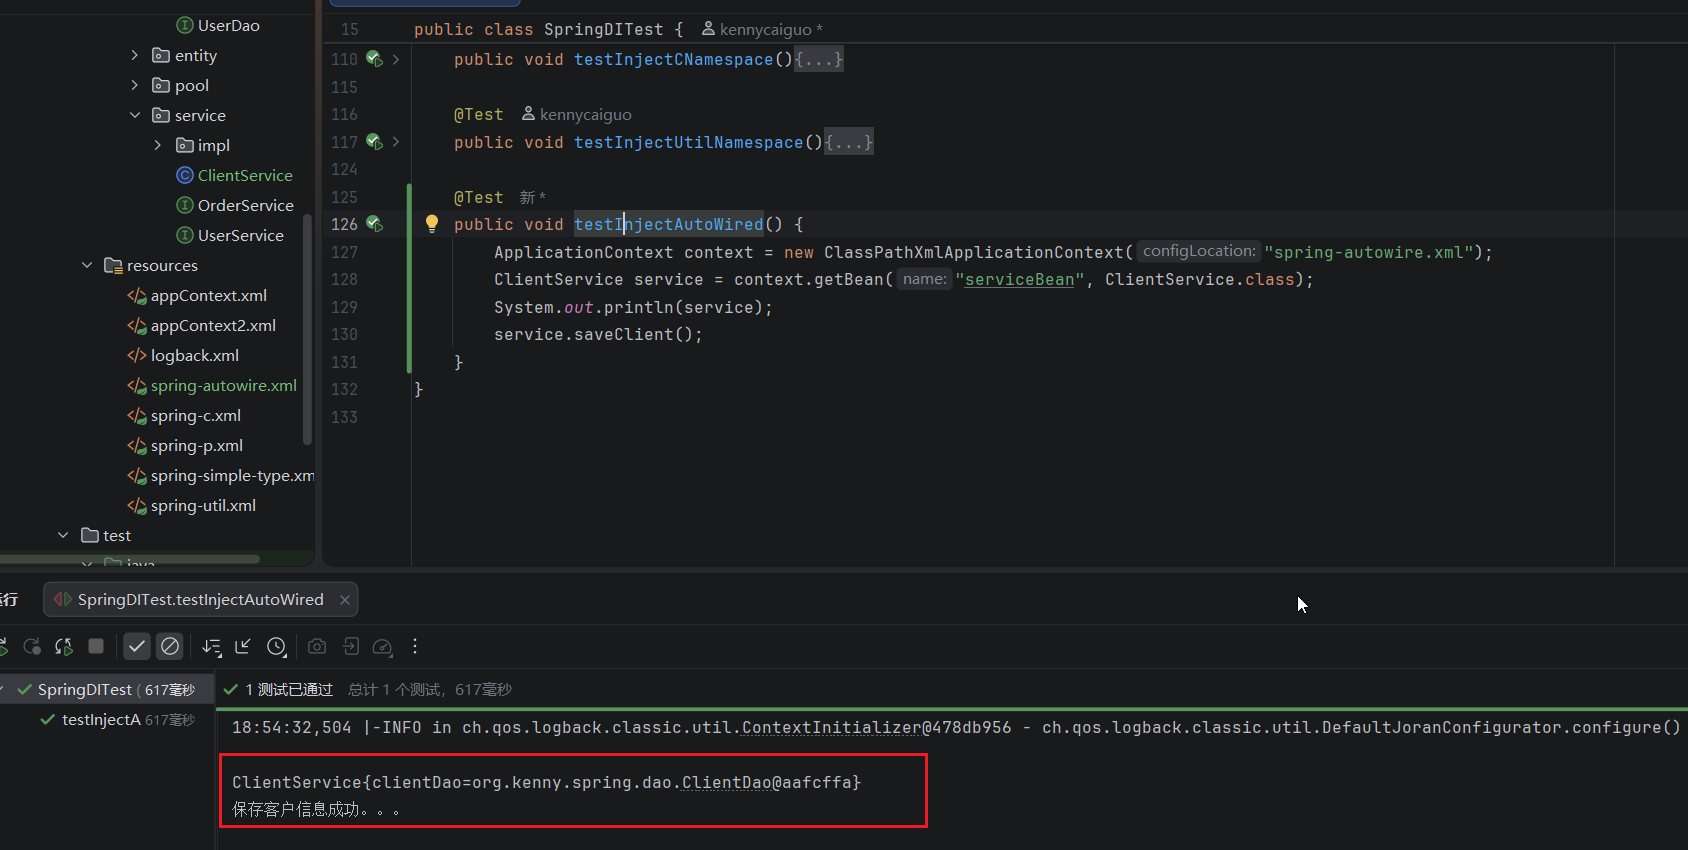 UserDao
entity
pool
service
impl
ClientService
OrderService
UserService
resources
appContext.xml
appContext2.xml
logback.xml
spring-autowire.xml
spring-c.xml
spring-p.xml
spring-simple-type.xm
spring-util.xml
test
java
15 public class SpringDITest { kennycaiguo *
110 public void testInjectCNamespace(){...}
115
116 @Test kennycaiguo
117 public void testInjectUtilNamespace(){...}
124
125 @Test 新 *
126 public void testInjectAutoWired() {
127 ApplicationContext context = new ClassPathXmlApplicationContext( configLocation: "spring-autowire.xml");
128 ClientService service = context.getBean( name: "serviceBean", ClientService.class);
129 System.out.println(service);
130 service.saveClient();
131 }
132 }
133
行 SpringDITest.testInjectAutoWired
SpringDITest ( 617毫秒
testInjectA 617毫秒
1 测试已通过 总计 1 个测试, 617毫秒
18:54:32,504 |-INFO in ch.qos.logback.classic.util.ContextInitializer@478db956 - ch.qos.logback.classic.util.DefaultJoranConfigurator.configure()
ClientService{clientDao=org.kenny.spring.dao.ClientDao@aafcffa}
保存客户信息成功。。。